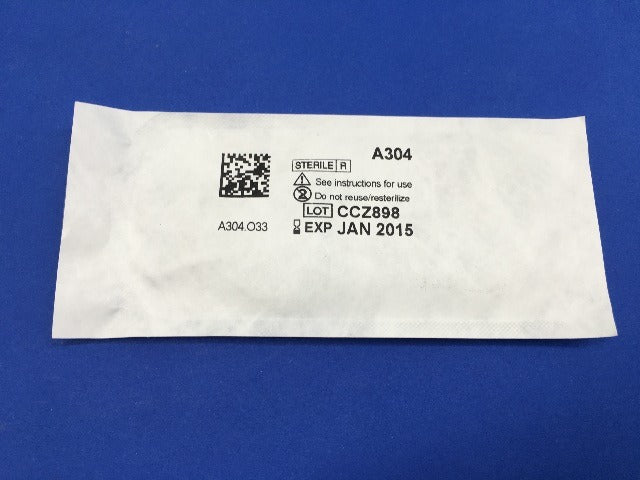 A304
STERILE R
See instructions for use
Do not reuse/resterilize
LOT CCZ898
EXP JAN 2015
A304.O33